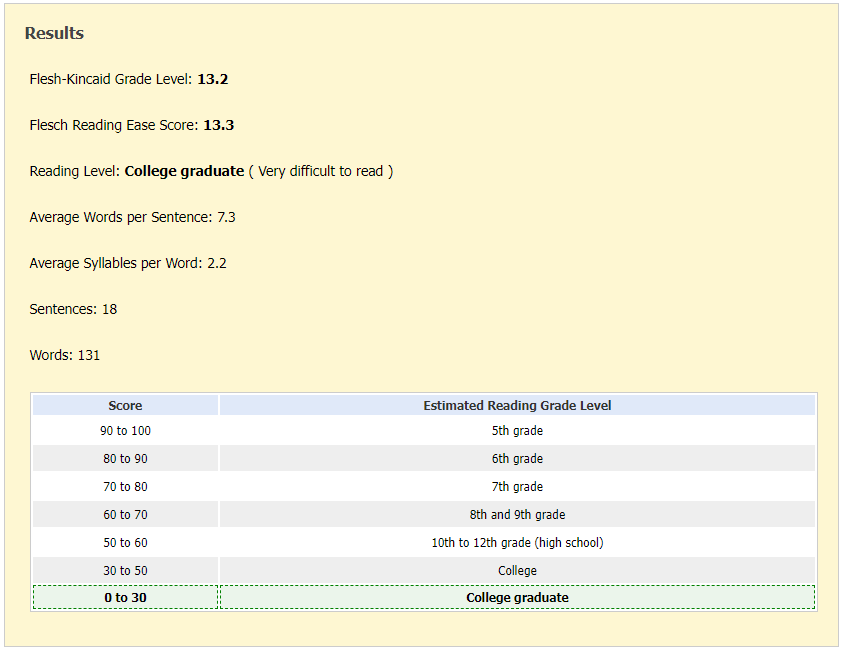 Results
Flesh-Kincaid Grade Level: 13.2
Flesch Reading Ease Score: 13.3
Reading Level: College graduate ( Very difficult to read )
Average Words per Sentence: 7.3
Average Syllables per Word: 2.2
Sentences: 18
Words: 131
Score Estimated Reading Grade Level
90 to 100 5th grade
80 to 90 6th grade
70 to 80 7th grade
60 to 70 8th and 9th grade
50 to 60 10th to 12th grade (high school)
30 to 50 College
0 to 30 College graduate